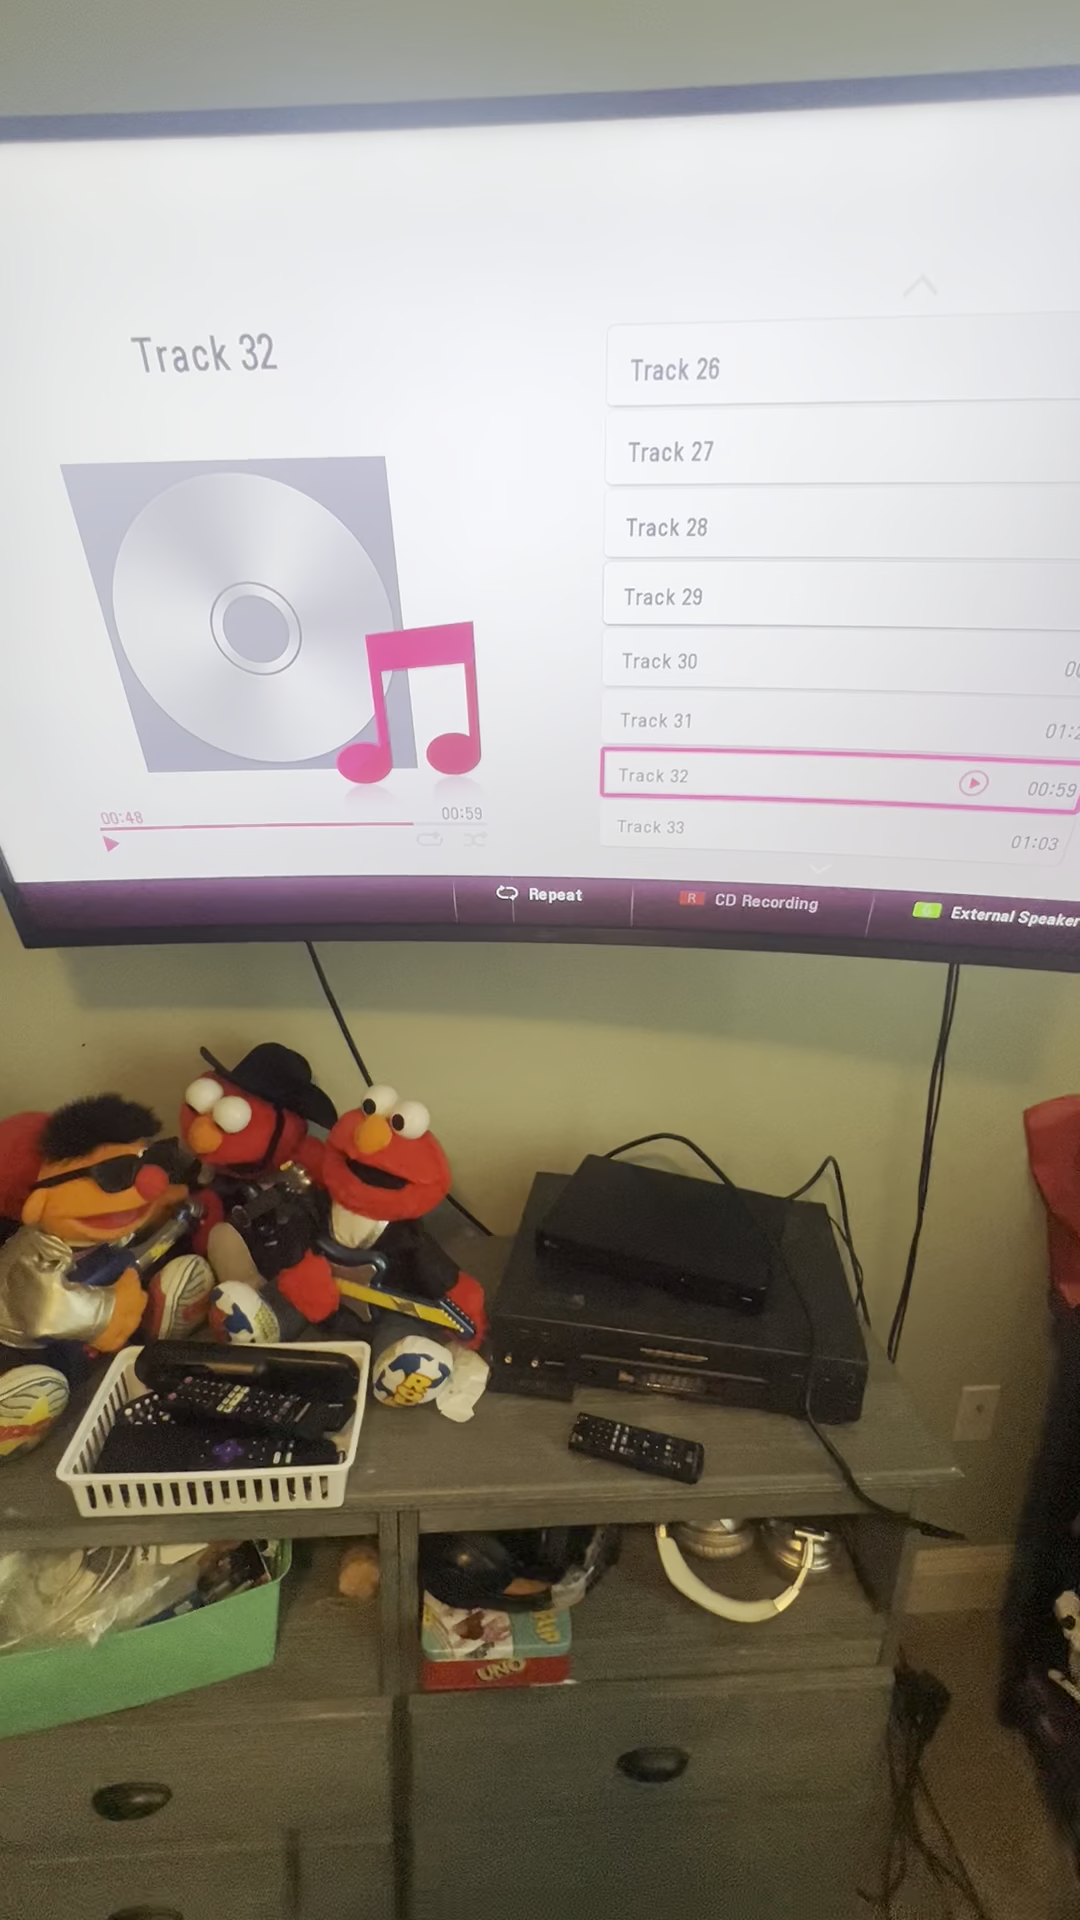 Track 32
00:48
00:59
Track 26
Track 27
Track 28
Track 29
Track 30
Track 31
Track 32
00:59
Track 33
01:03
Repeat
R CD Recording
External Speaker
UNO